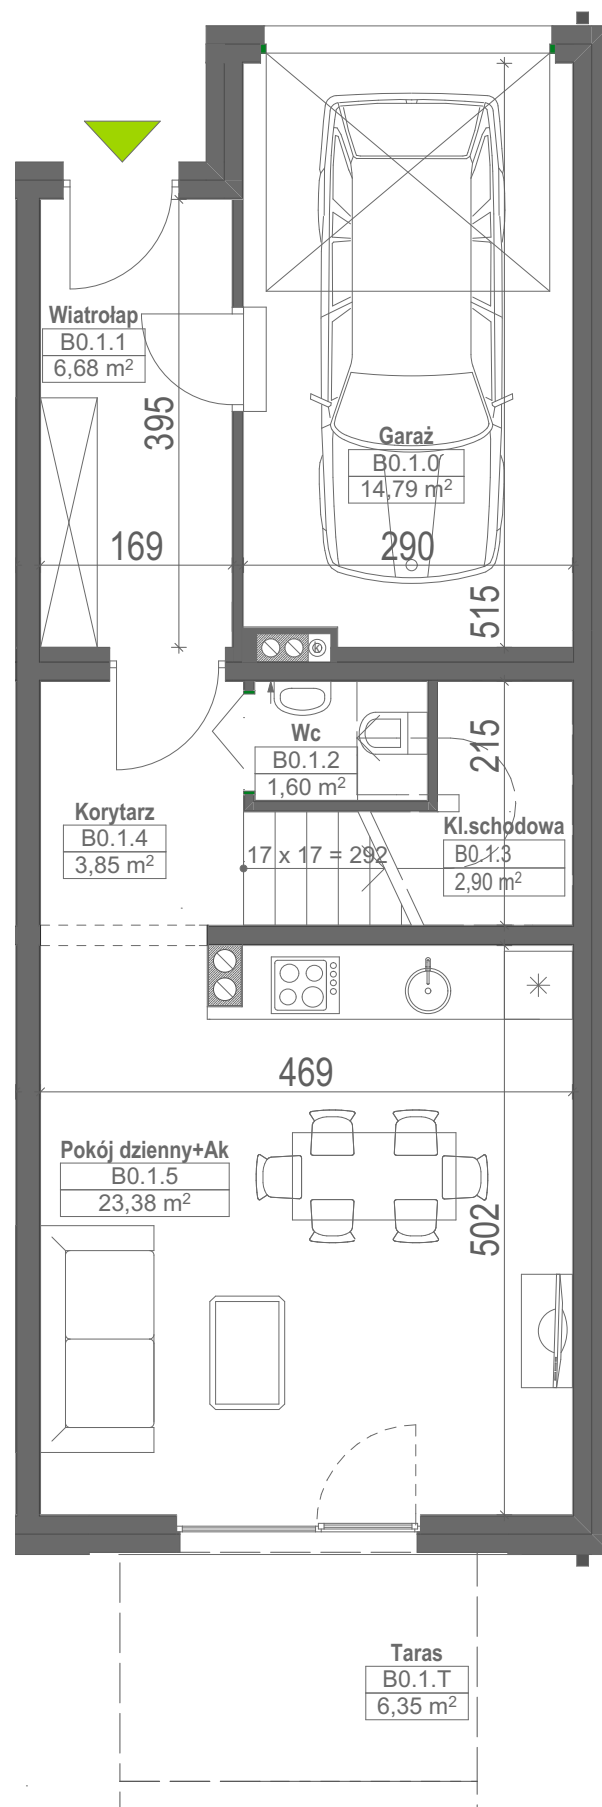 Wiatrołap
B0.1.1
6,68 m²
395
169
Garaż
B0.1.0
14,79 m²
290
515
k
Wc
B0.1.2
1,60 m²
215
Korytarz
B0.1.4
3,85 m²
17 x 17 = 292
Kl.schodowa
B0.1.3
2,90 m²
469
Pokój dzienny+Ak
B0.1.5
23,38 m²
502
Taras
B0.1.T
6,35 m²